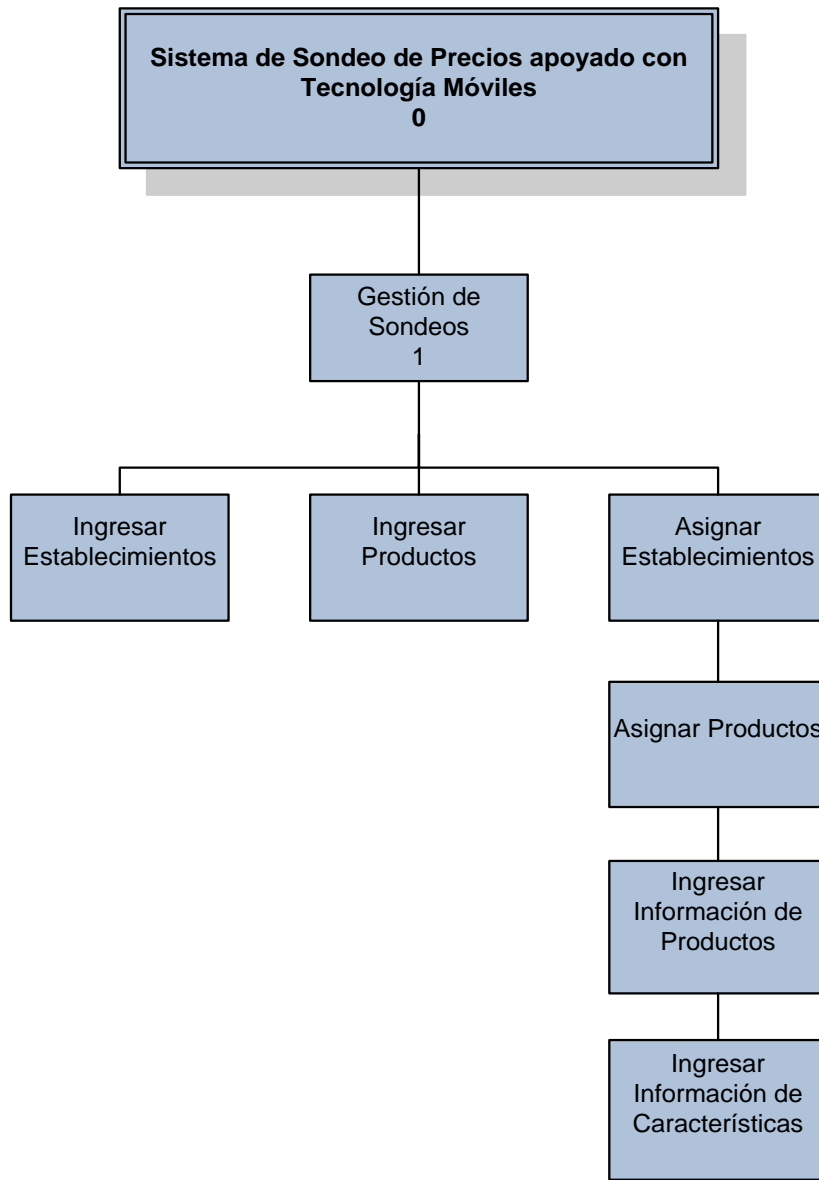 Sistema de Sondeo de Precios apoyado con
Tecnología Móviles
0
Gestión de
Sondeos
1
Ingresar
Establecimientos
Ingresar
Productos
Asignar
Establecimientos
Asignar Productos
Ingresar
Información de
Productos
Ingresar
Información de
Características